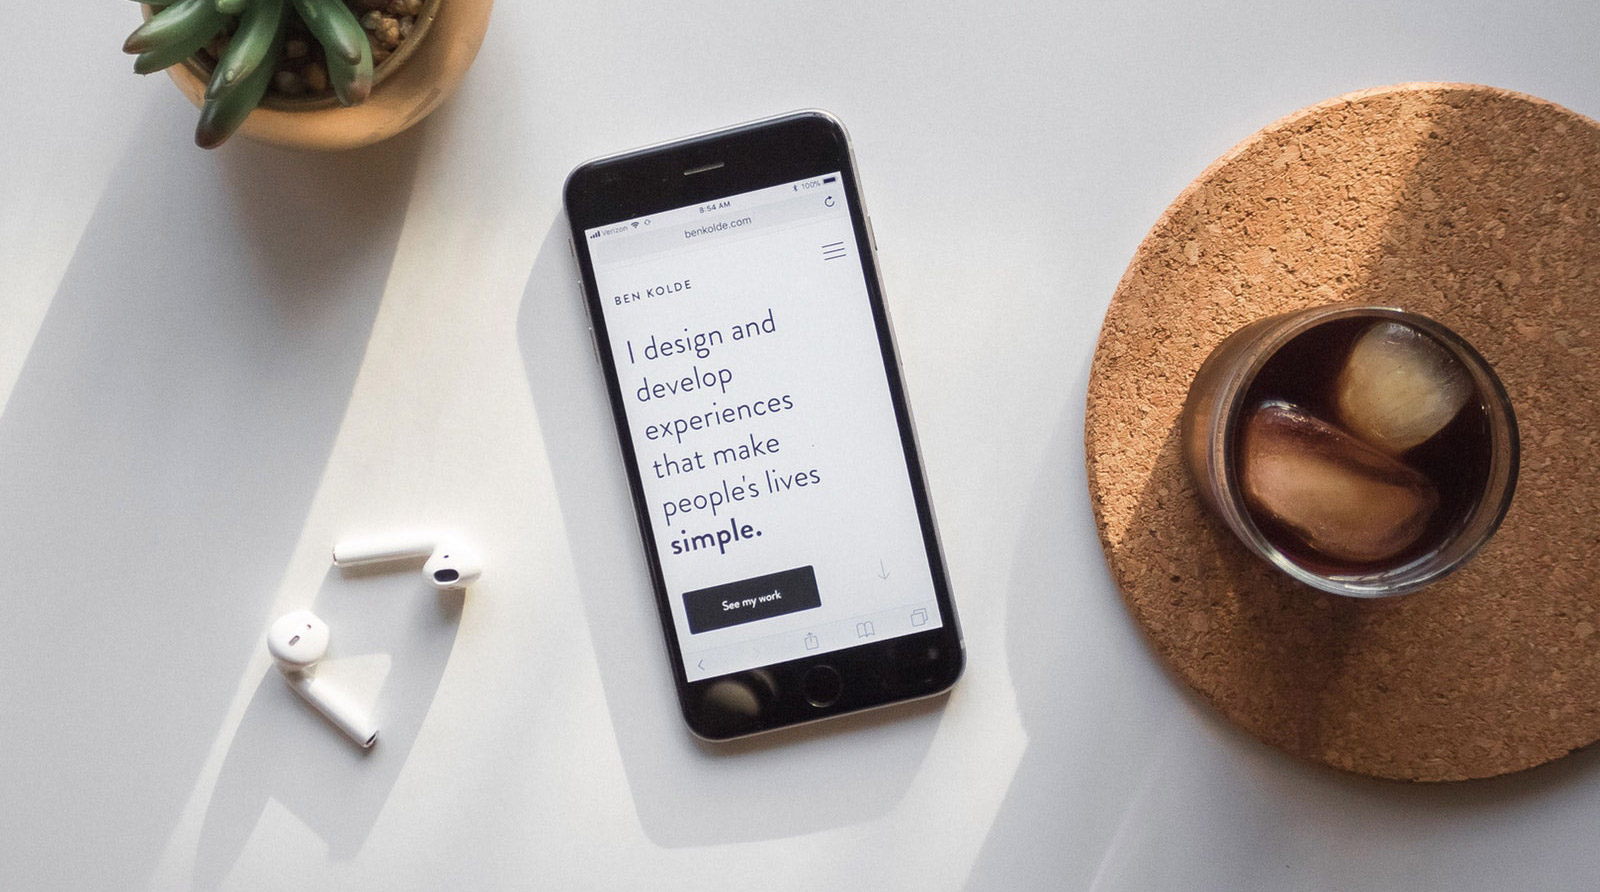 Verizon 8:54 AM 100%
benkolde.com
BEN KOLDE
I design and
develop
experiences
that make
people's lives
simple.
See my work